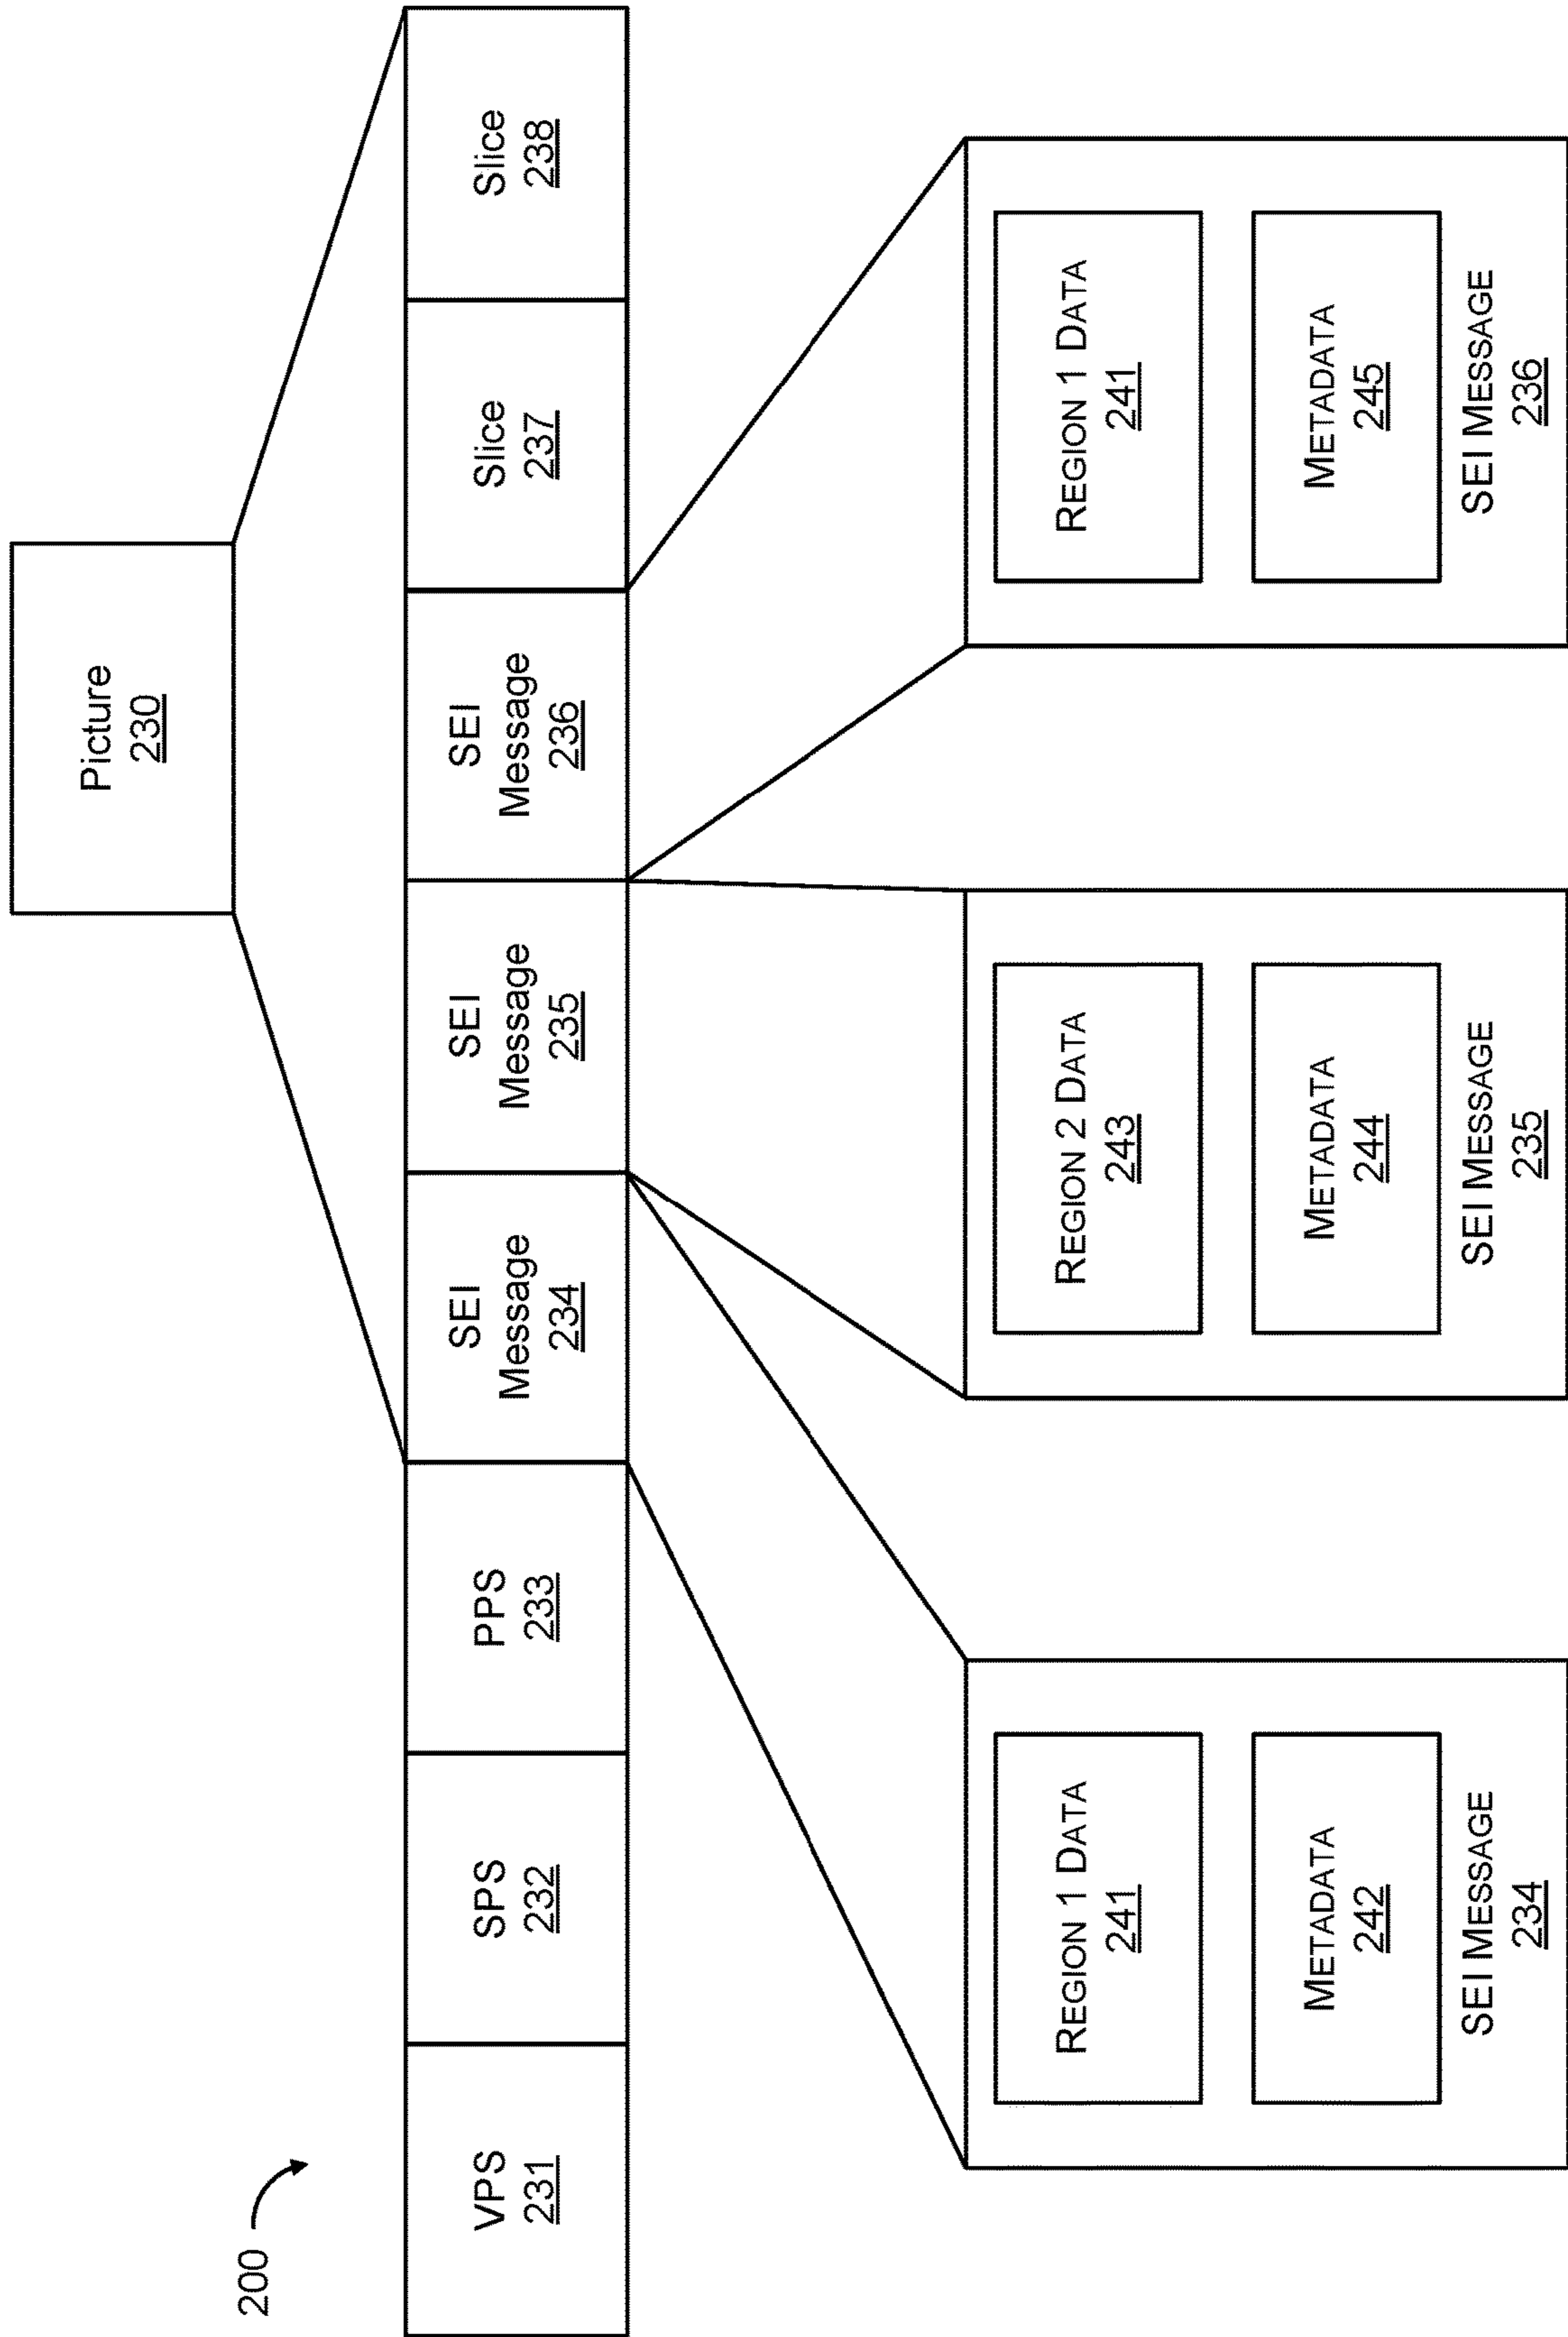 200
Picture
230
VPS
231
SPS
232
PPS
233
SEI
Message
234
SEI
Message
235
SEI
Message
236
Slice
237
Slice
238
REGION 1 DATA
241
METADATA
242
SEI MESSAGE
234
REGION 2 DATA
243
METADATA
244
SEI MESSAGE
235
REGION 1 DATA
241
METADATA
245
SEI MESSAGE
236